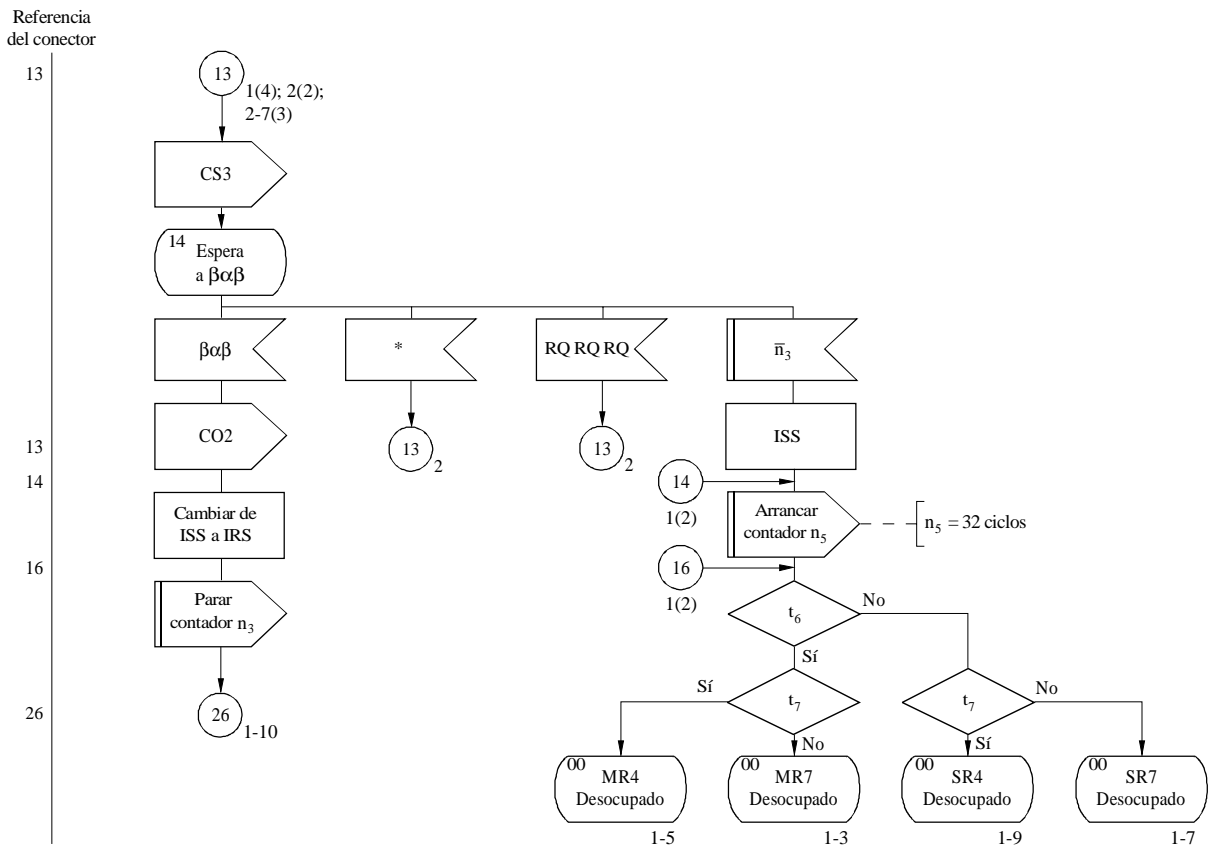 Referencia
del conector
13
13
1(4); 2(2);
2-7(3)
CS3
14
Espera
a βαβ
βαβ
*
RQ RQ RQ
n̅₃
CO2
13
2
13
2
ISS
13
14
14
1(2)
Cambiar de
ISS a IRS
Arrancar
contador n₅
n₅ = 32 ciclos
16
16
1(2)
Parar
contador n₃
t₆
No
Sí
Sí
t₇
No
t₇
No
Sí
26
26
1-10
00
MR4
Desocupado
1-5
00
MR7
Desocupado
1-3
00
SR4
Desocupado
1-9
00
SR7
Desocupado
1-7